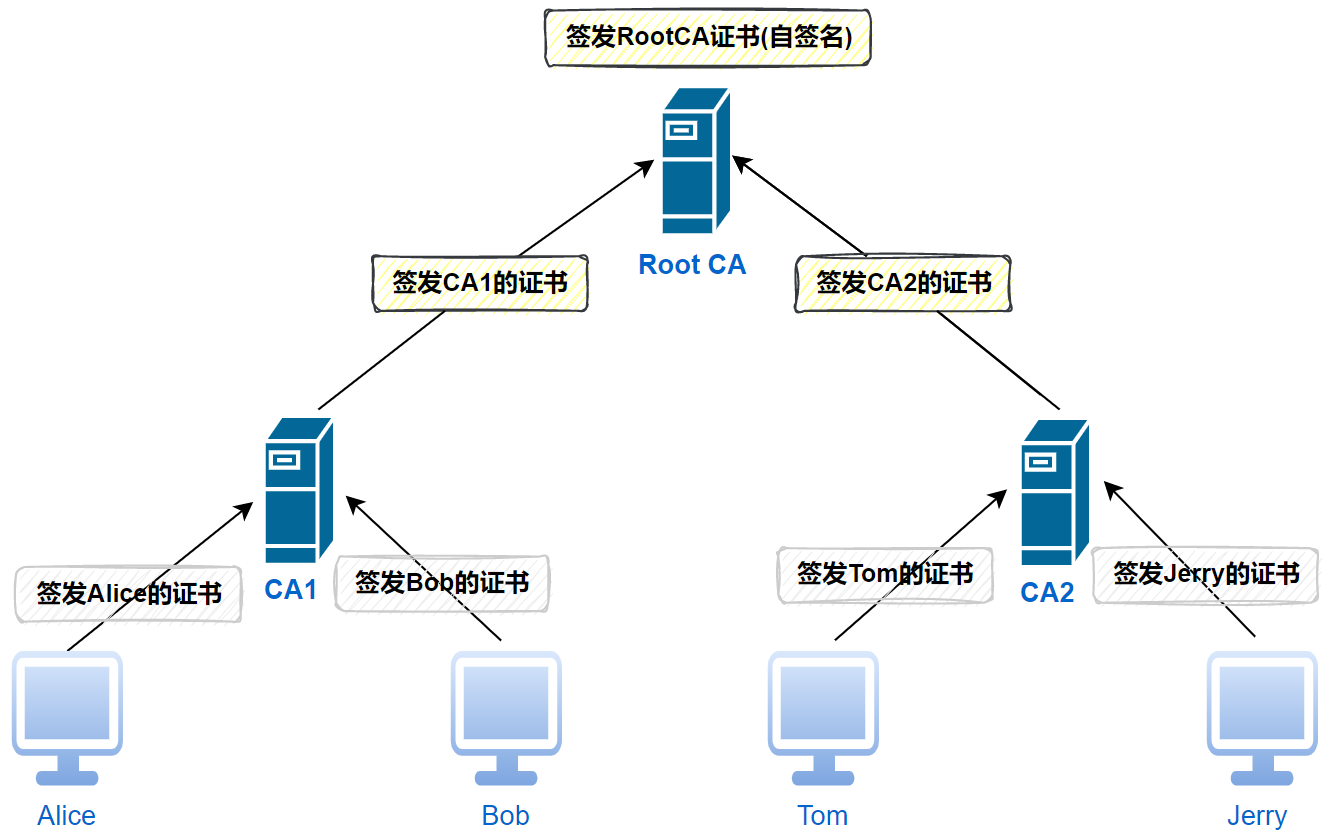 签发RootCA证书(自签名)
Root CA
签发CA1的证书
签发CA2的证书
签发Alice的证书
CA1
签发Bob的证书
签发Tom的证书
CA2
签发Jerry的证书
Alice
Bob
Tom
Jerry